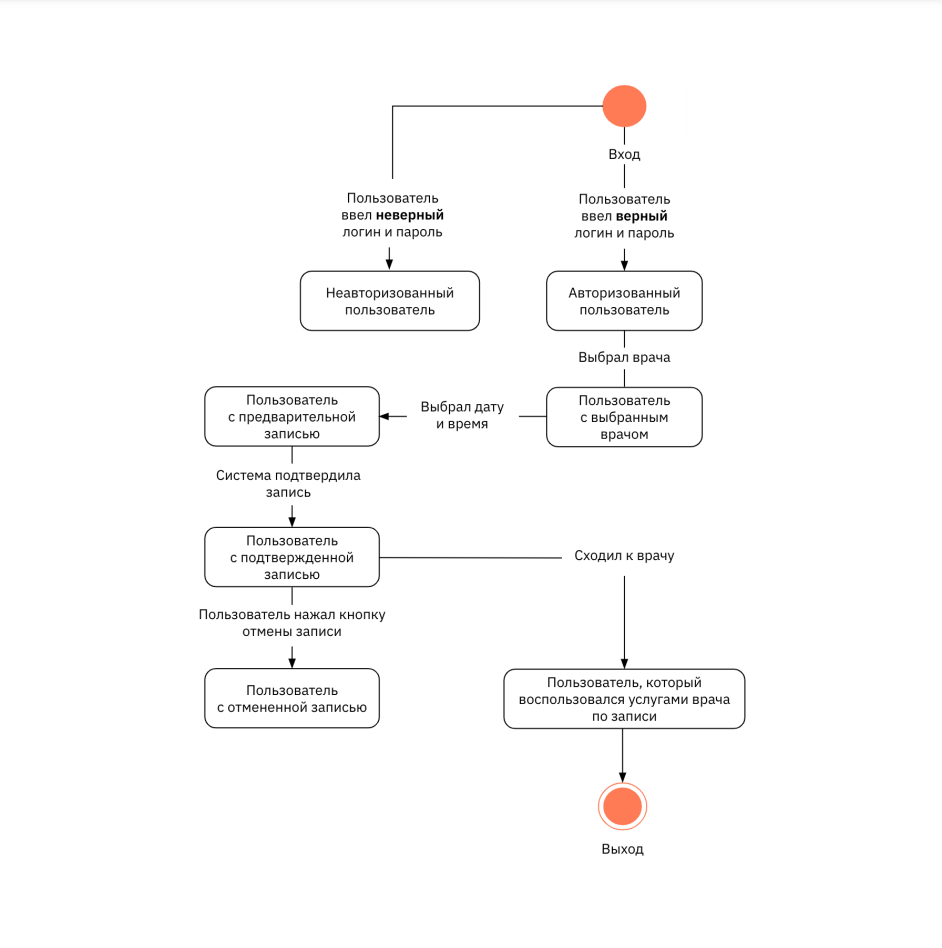 Вход
Пользователь
ввел неверный
логин и пароль
Пользователь
ввел верный
логин и пароль
Неавторизованный
пользователь
Авторизованный
пользователь
Выбрал врача
Пользователь
с предварительной
записью
Выбрал дату
и время
Пользователь
с выбранным
врачом
Система подтвердила
запись
Пользователь
с подтвержденной
записью
Сходил к врачу
Пользователь нажал кнопку
отмены записи
Пользователь
с отмененной записью
Пользователь, который
воспользовался услугами врача
по записи
Выход